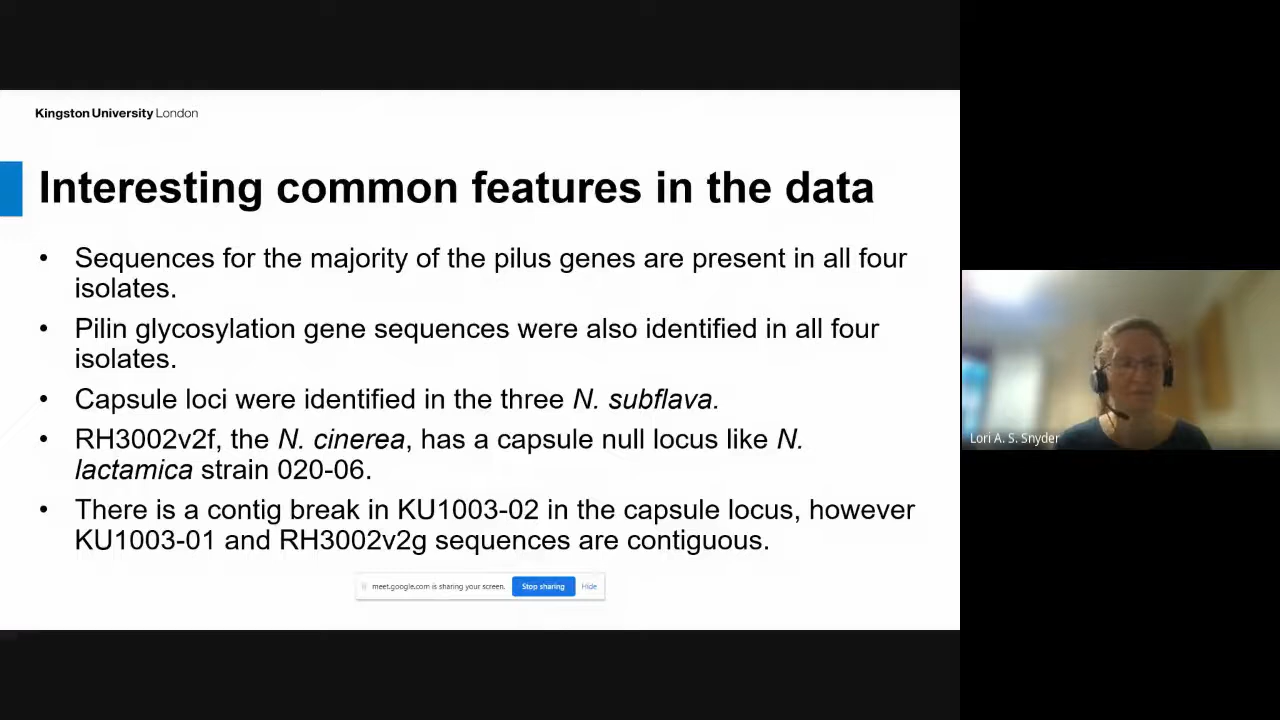 Kingston University London
Interesting common features in the data
• Sequences for the majority of the pilus genes are present in all four
isolates.
• Pilin glycosylation gene sequences were also identified in all four
isolates.
• Capsule loci were identified in the three N. subflava.
• RH3002v2f, the N. cinerea, has a capsule null locus like N.
lactamica strain 020-06.
• There is a contig break in KU1003-02 in the capsule locus, however
KU1003-01 and RH3002v2g sequences are contiguous.
meet.google.com is sharing your screen. Stop sharing Hide
Lori A. S. Snyder